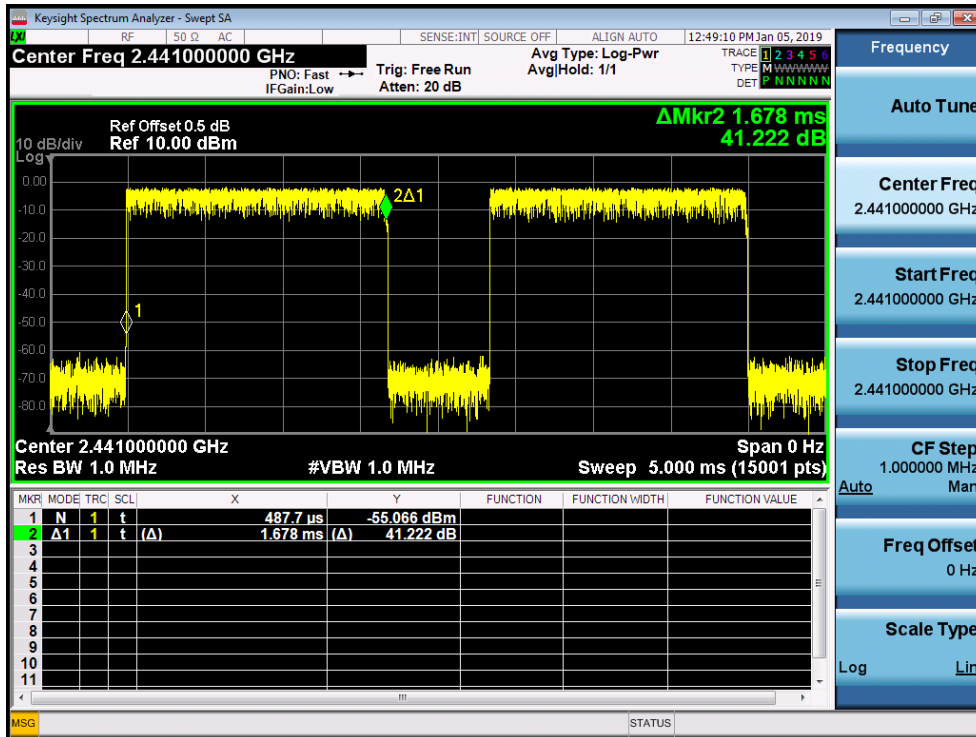 Keysight Spectrum Analyzer - Swept SA
LXI RF 50 Ω AC SENSE:INT SOURCE OFF ALIGN AUTO 12:49:10 PM Jan 05, 2019
Center Freq 2.441000000 GHz
PNO: Fast Trig: Free Run Avg Type: Log-Pwr TRACE 1 2 3 4 5 6
IFGain:Low Atten: 20 dB Avg|Hold: 1/1 TYPE M WWWWW
DET P N N N N N
ΔMkr2 1.678 ms
41.222 dB
Ref Offset 0.5 dB
10 dB/div Ref 10.00 dBm
Log
0.00
-10.0
-20.0
-30.0
-40.0
-50.0
-60.0
-70.0
-80.0
2Δ1
1
Center 2.441000000 GHz Span 0 Hz
Res BW 1.0 MHz #VBW 1.0 MHz Sweep 5.000 ms (15001 pts)
MKR MODE TRC SCL X Y FUNCTION FUNCTION WIDTH FUNCTION VALUE
1 N 1 t 487.7 µs -55.066 dBm
2 Δ1 1 t (Δ) 1.678 ms (Δ) 41.222 dB
3
4
5
6
7
8
9
10
11
MSG STATUS
Frequency
Auto Tune
Center Freq
2.441000000 GHz
Start Freq
2.441000000 GHz
Stop Freq
2.441000000 GHz
CF Step
1.000000 MHz
Auto Man
Freq Offset
0 Hz
Scale Type
Log Lin